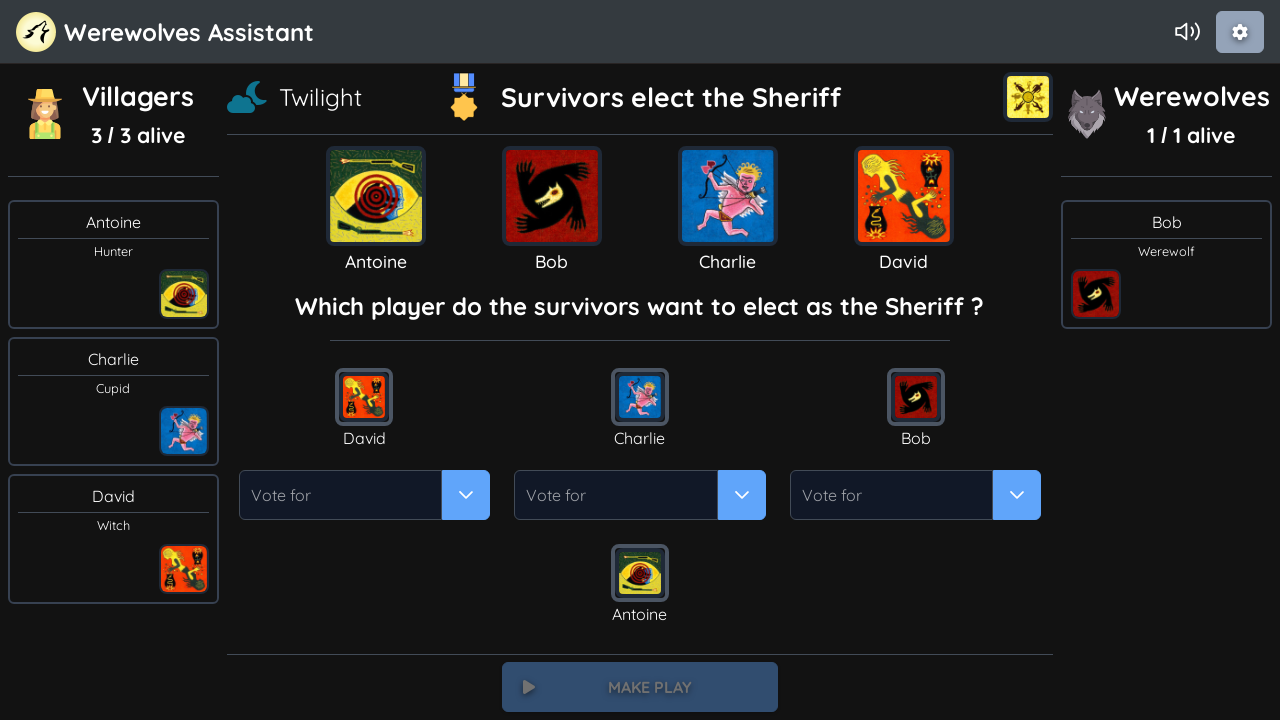 Werewolves Assistant
Villagers
3 / 3 alive
Twilight
Survivors elect the Sheriff
Werewolves
1 / 1 alive
Antoine
Hunter
Charlie
Cupid
David
Witch
Antoine
Bob
Charlie
David
Which player do the survivors want to elect as the Sheriff ?
David
Charlie
Bob
Vote for
Vote for
Vote for
Antoine
MAKE PLAY
Bob
Werewolf